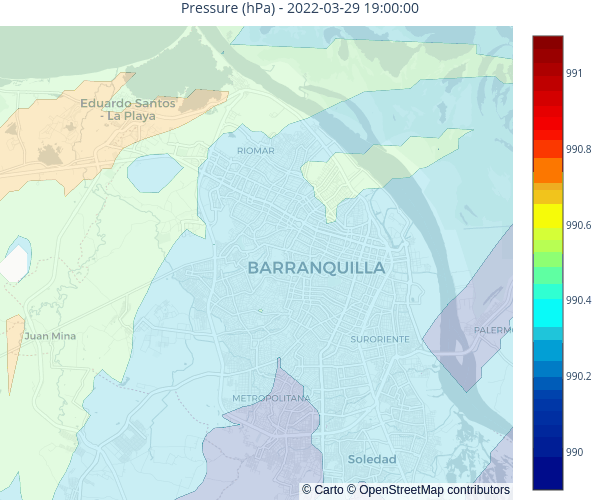 Pressure (hPa) - 2022-03-29 19:00:00
991
Eduardo Santos
- La Playa
990.8
RIOMAR
990.6
BARRANQUILLA
990.4
PALERMO
Juan Mina
SURORIENTE
990.2
METROPOLITANA
990
Soledad
© Carto © OpenStreetMap contributors